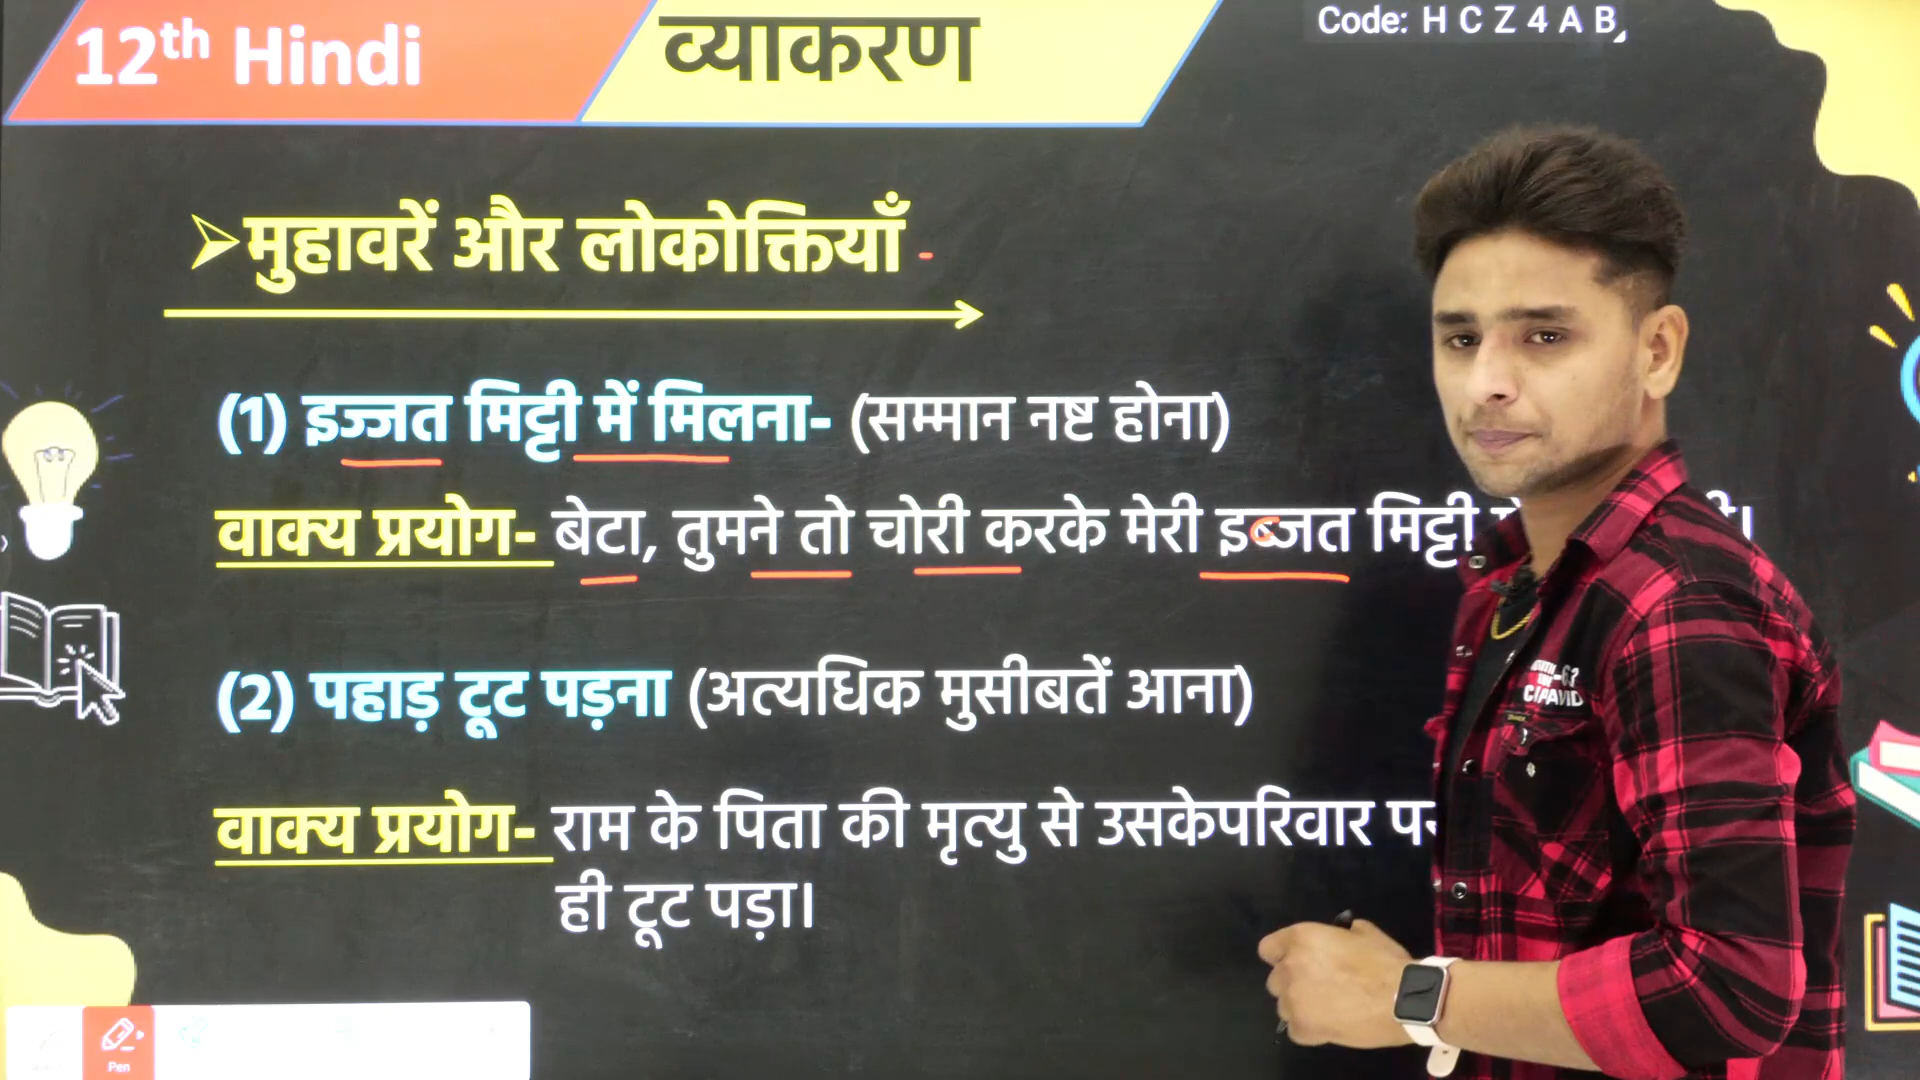 12th Hindi
व्याकरण
Code: H C Z 4 A B
मुहावरें और लोकोक्तियाँ -
(1) इज्जत मिट्टी में मिलना- (सम्मान नष्ट होना)
वाक्य प्रयोग- बेटा, तुमने तो चोरी करके मेरी इज्जत मिट्टी
(2) पहाड़ टूट पड़ना (अत्यधिक मुसीबतें आना)
वाक्य प्रयोग- राम के पिता की मृत्यु से उसकेपरिवार
ही टूट पड़ा।
Pen